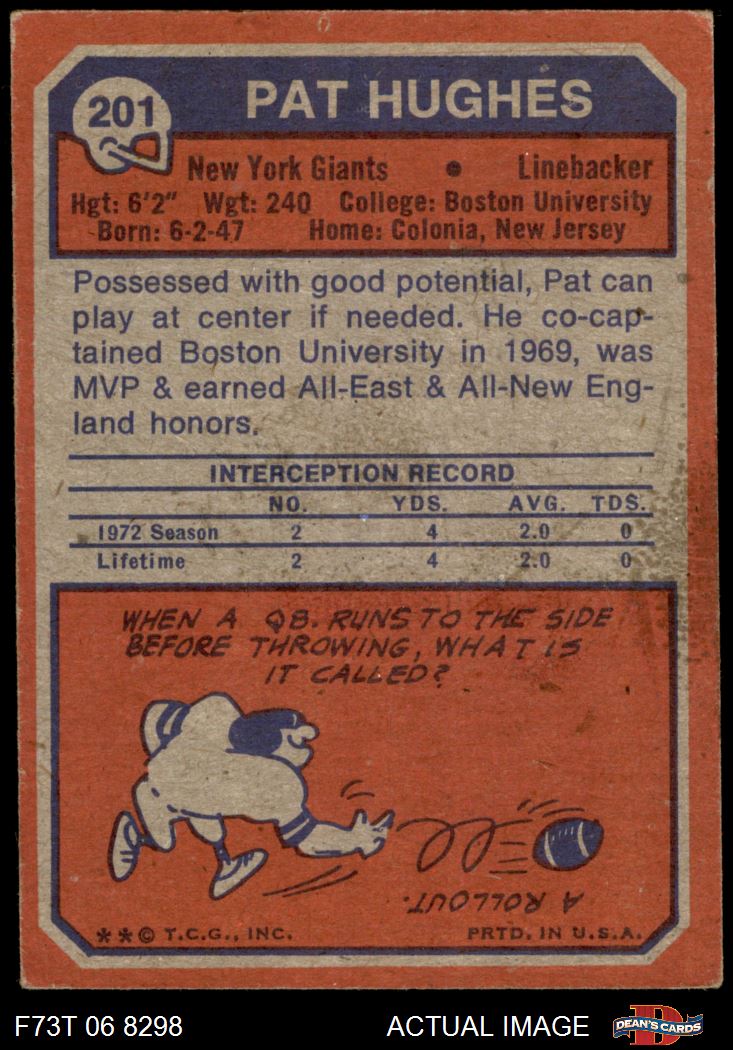 201
PAT HUGHES
New York Giants • Linebacker
Hgt: 6'2" Wgt: 240 College: Boston University
Born: 6-2-47 Home: Colonia, New Jersey
Possessed with good potential, Pat can
play at center if needed. He co-cap-
tained Boston University in 1969, was
MVP & earned All-East & All-New Eng-
land honors.
INTERCEPTION RECORD
NO. YDS. AVG. TDS.
1972 Season 2 4 2.0 0
Lifetime 2 4 2.0 0
WHEN A QB. RUNS TO THE SIDE
BEFORE THROWING, WHAT IS
IT CALLED?
A ROLLOUT.
**© T.C.G., INC. PRTD. IN U.S.A.
F73T 06 8298 ACTUAL IMAGE DEAN'S CARDS